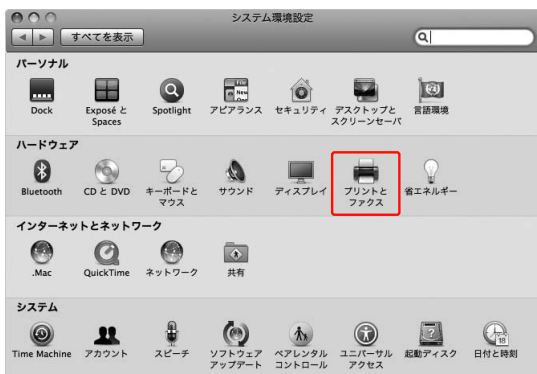 システム環境設定
すべてを表示
パーソナル
Dock
Exposé と
Spaces
Spotlight
アピアランス
セキュリティ
デスクトップと
スクリーンセーバ
言語環境
ハードウェア
Bluetooth
CD と DVD
キーボードと
マウス
サウンド
ディスプレイ
プリントと
ファクス
省エネルギー
インターネットとネットワーク
.Mac
QuickTime
ネットワーク
共有
システム
Time Machine
アカウント
スピーチ
ソフトウェア
アップデート
ペアレンタル
コントロール
ユニバーサル
アクセス
起動ディスク
日付と時刻